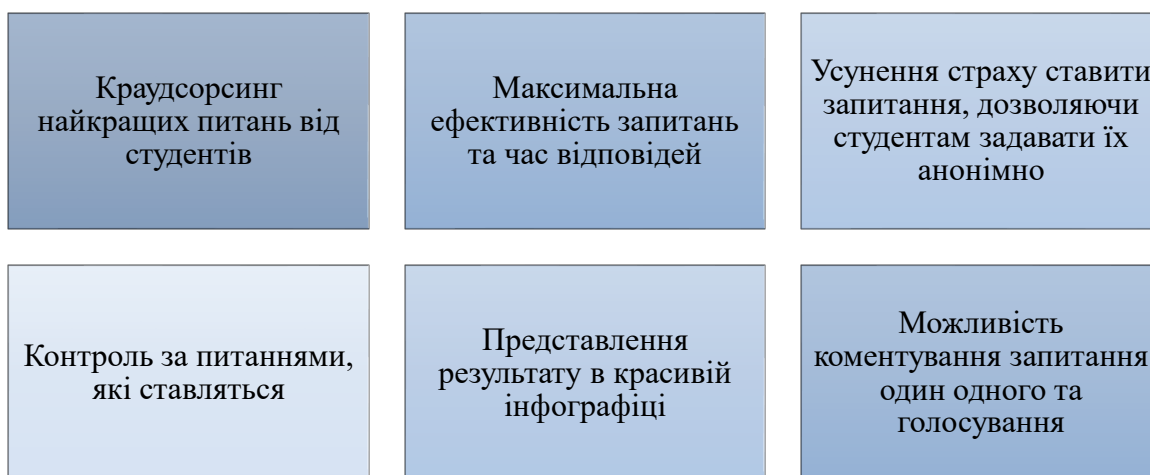 Краудсорсинг
найкращих питань від
студентів
Максимальна
ефективність запитань
та час відповідей
Усунення страху ставити
запитання, дозволяючи
студентам задавати їх
анонімно
Контроль за питаннями,
які ставляться
Представлення
результату в красивій
інфографіці
Можливість
коментування запитання
один одного та
голосування